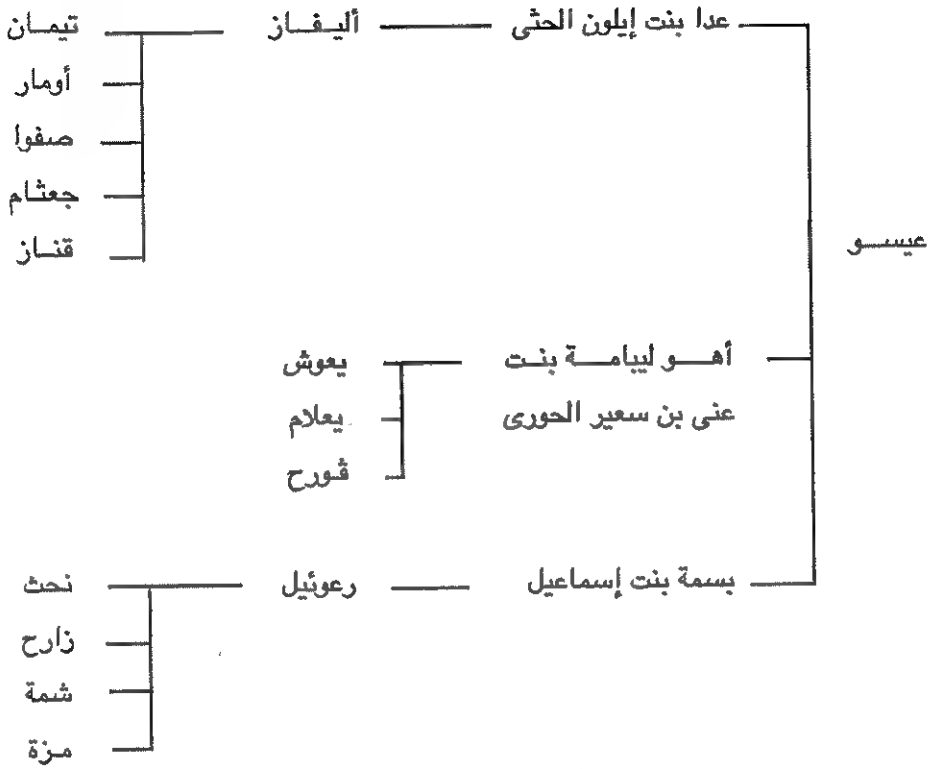 عدا بنت إيلون الحثى أليفاز تيمان
أومار
صفوا
جعثام
قناز
عيسو
أهو ليبامة بنت يعوش
عنى بن سعير الحورى يعلام
قورح
بسمة بنت إسماعيل رعوئيل نحث
زارح
شمة
مزة